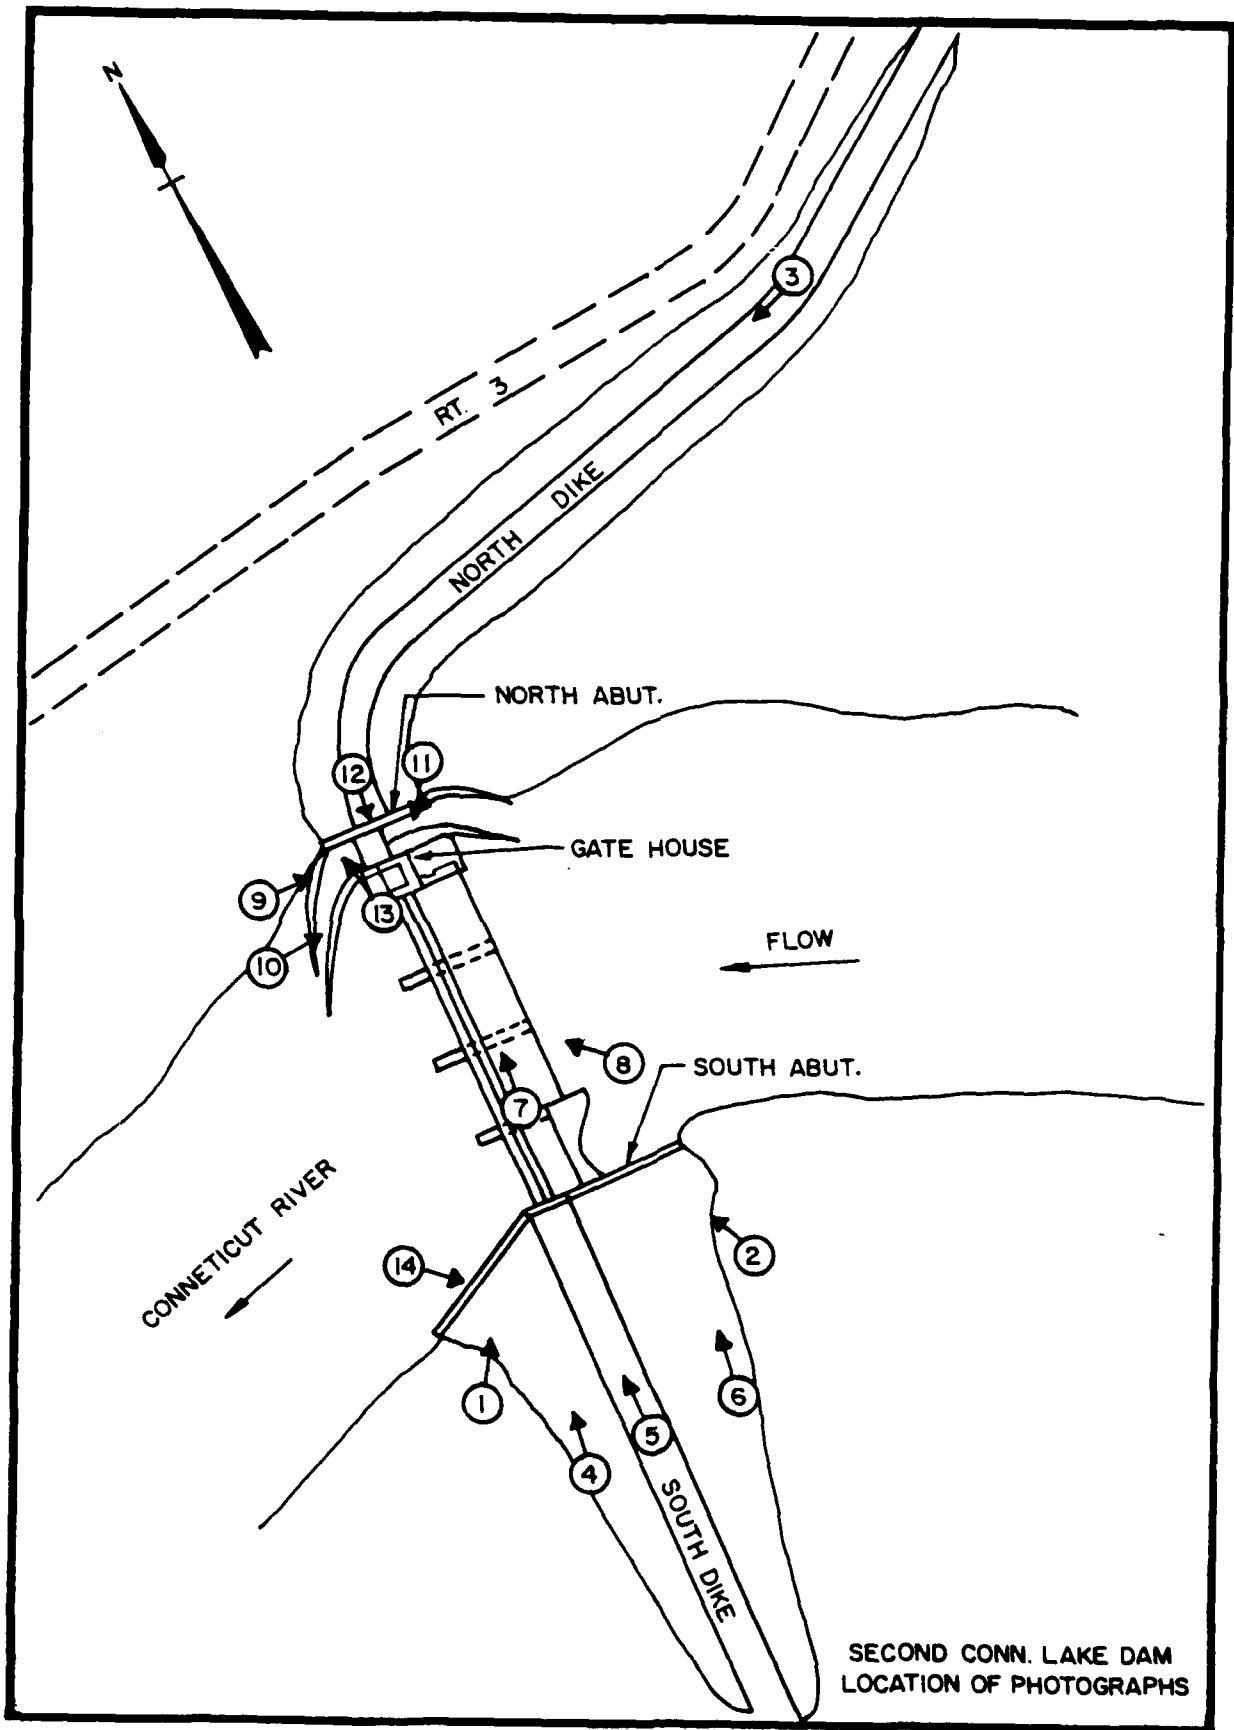 N
3
RT. 3
NORTH DIKE
NORTH ABUT.
12
11
GATE HOUSE
9
13
10
FLOW
8
SOUTH ABUT.
7
CONNETICUT RIVER
2
14
6
1
5
4
SOUTH DIKE
SECOND CONN. LAKE DAM
LOCATION OF PHOTOGRAPHS